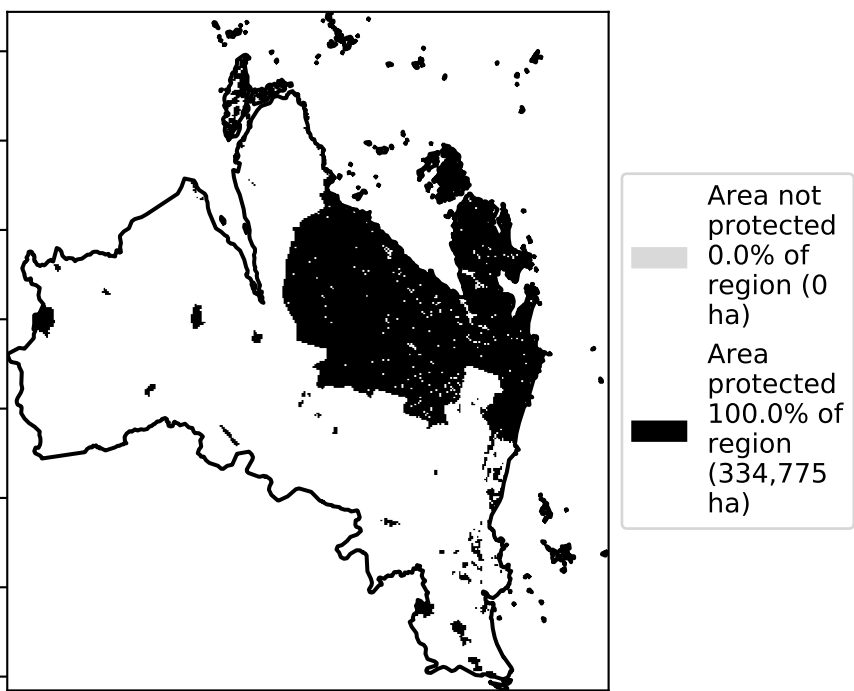 Area not
protected
0.0% of
region (0
ha)
Area
protected
100.0% of
region
(334,775
ha)